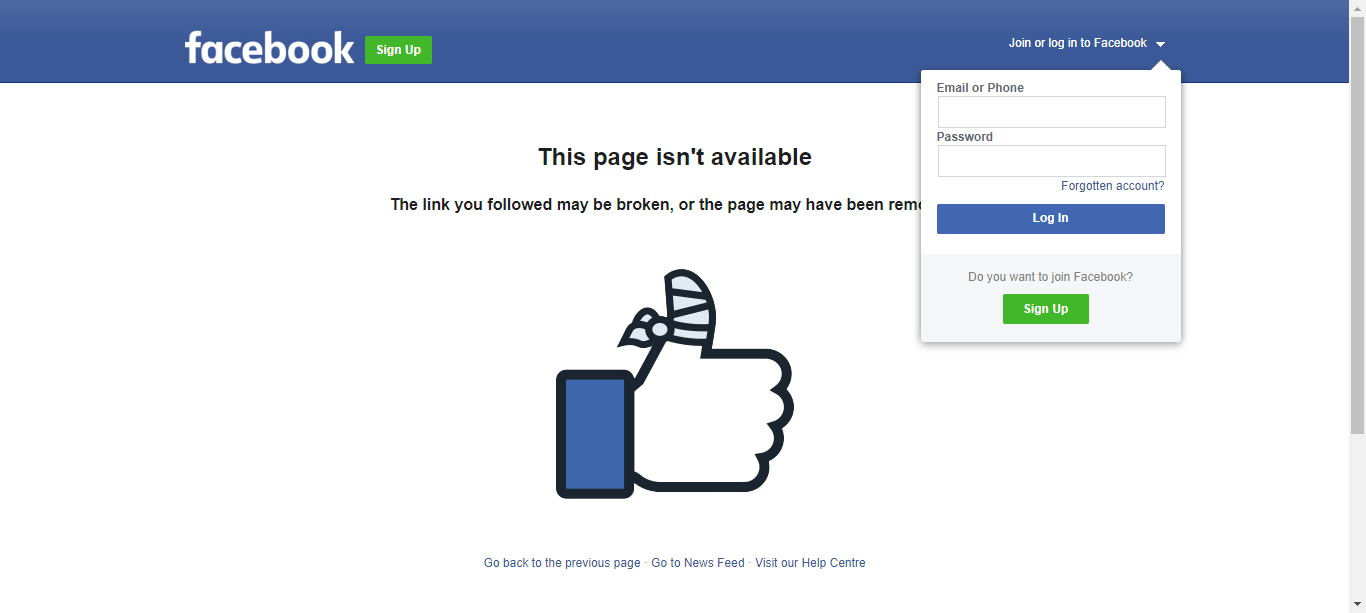 facebook
Sign Up
Join or log in to Facebook
Email or Phone
Password
Forgotten account?
Log In
Do you want to join Facebook?
Sign Up
This page isn't available
The link you followed may be broken, or the page may have been
Go back to the previous page · Go to News Feed · Visit our Help Centre